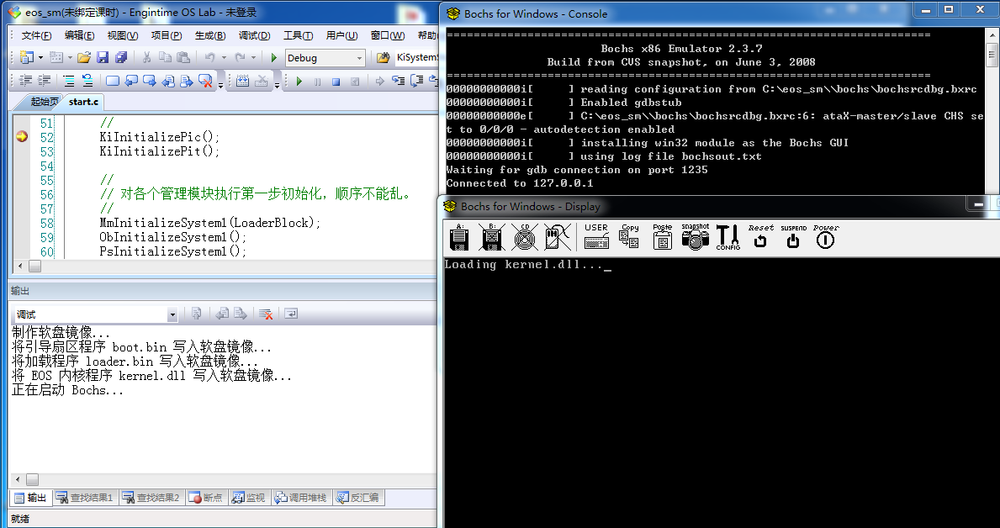 eos_sm(未绑定课时) - Engintime OS Lab - 未登录
文件(F) 编辑(E) 视图(V) 项目(P) 生成(B) 调试(D) 工具(T) 用户(U) 窗口(W) 帮助
Debug KiSystem
起始页 start.c
51 //
52 KiInitializePic();
53 KiInitializePit();
54
55 //
56 // 对各个管理模块执行第一步初始化，顺序不能乱。
57 //
58 MmInitializeSystem1(LoaderBlock);
59 ObInitializeSystem1();
60 PsInitializeSystem1();
输出
调试
制作软盘镜像...
将引导扇区程序 boot.bin 写入软盘镜像...
将加载程序 loader.bin 写入软盘镜像...
将 EOS 内核程序 kernel.dll 写入软盘镜像...
正在启动 Bochs...
输出 查找结果1 查找结果2 断点 监视 调用堆栈 反汇编
就绪
Bochs for Windows - Console
========================================================================
Bochs x86 Emulator 2.3.7
Build from CVS snapshot, on June 3, 2008
========================================================================
00000000000i[ ] reading configuration from C:\eos_sm\\bochs\bochsrcdbg.bxrc
00000000000i[ ] Enabled gdbstub
00000000000e[ ] C:\eos_sm\\bochs\bochsrcdbg.bxrc:6: ataX-master/slave CHS se
t to 0/0/0 - autodetection enabled
00000000000i[ ] installing win32 module as the Bochs GUI
00000000000i[ ] using log file bochsout.txt
Waiting for gdb connection on port 1235
Connected to 127.0.0.1
Bochs for Windows - Display
A: B: CD USER Copy Paste snapshot CONFIG Reset SUSPEND Power
Loading kernel.dll..._